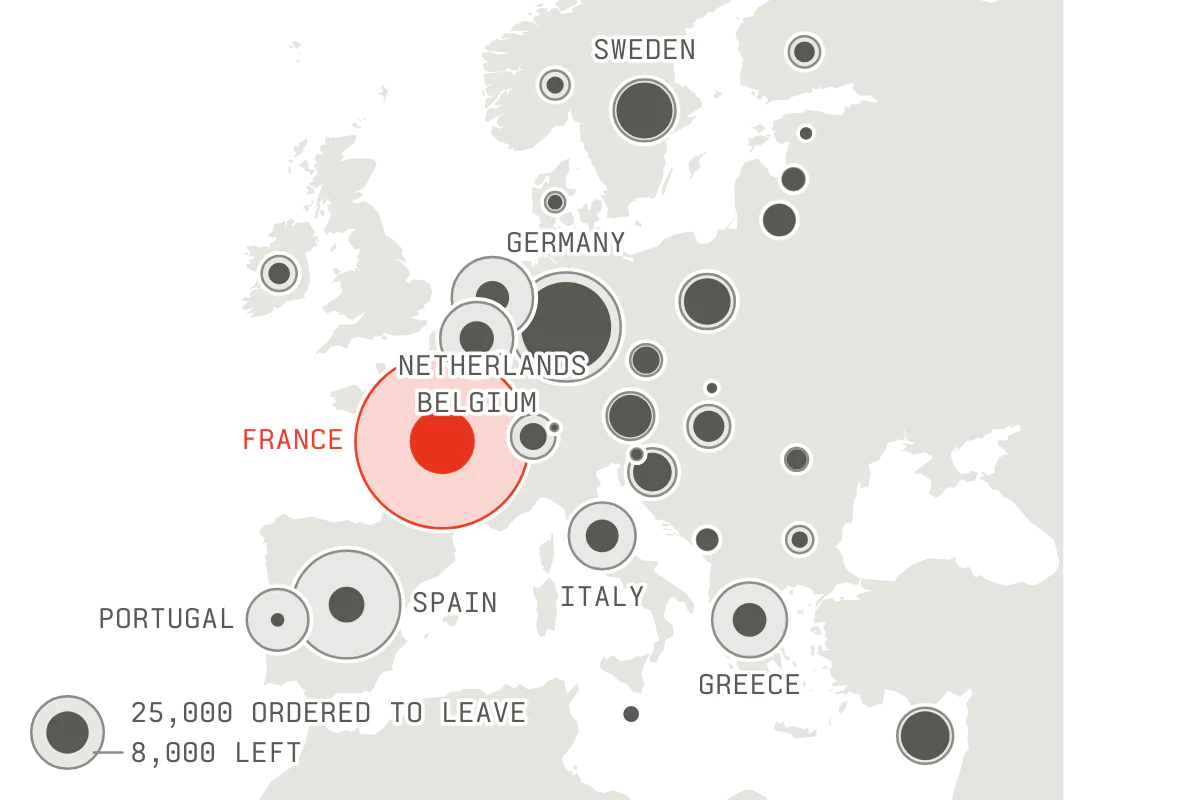 SWEDEN
GERMANY
NETHERLANDS
BELGIUM
FRANCE
ITALY
SPAIN
PORTUGAL
GREECE
25,000 ORDERED TO LEAVE
8,000 LEFT